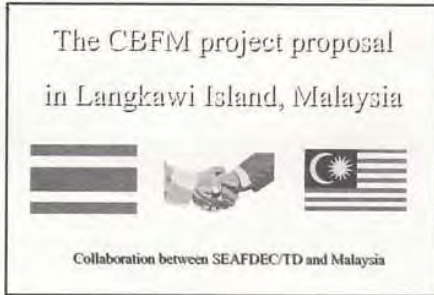 The CBFM project proposal
in Langkawi Island, Malaysia
Collaboration between SEAFDEC/TD and Malaysia